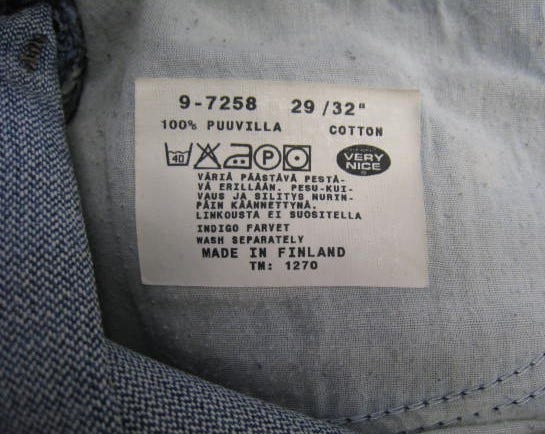 9-7258 29/32"
100% PUUVILLA COTTON
40 P
VERY
NICE
VÄRIÄ PÄÄSTÄVÄ PESTÄ-
VÄ ERILLÄÄN. PESU-KUI-
VAUS JA SILITYS NURIN-
PÄIN KÄÄNNETTYNÄ.
LINKOUSTA EI SUOSITELLA
INDIGO FARVET
WASH SEPARATELY
MADE IN FINLAND
TM: 1270